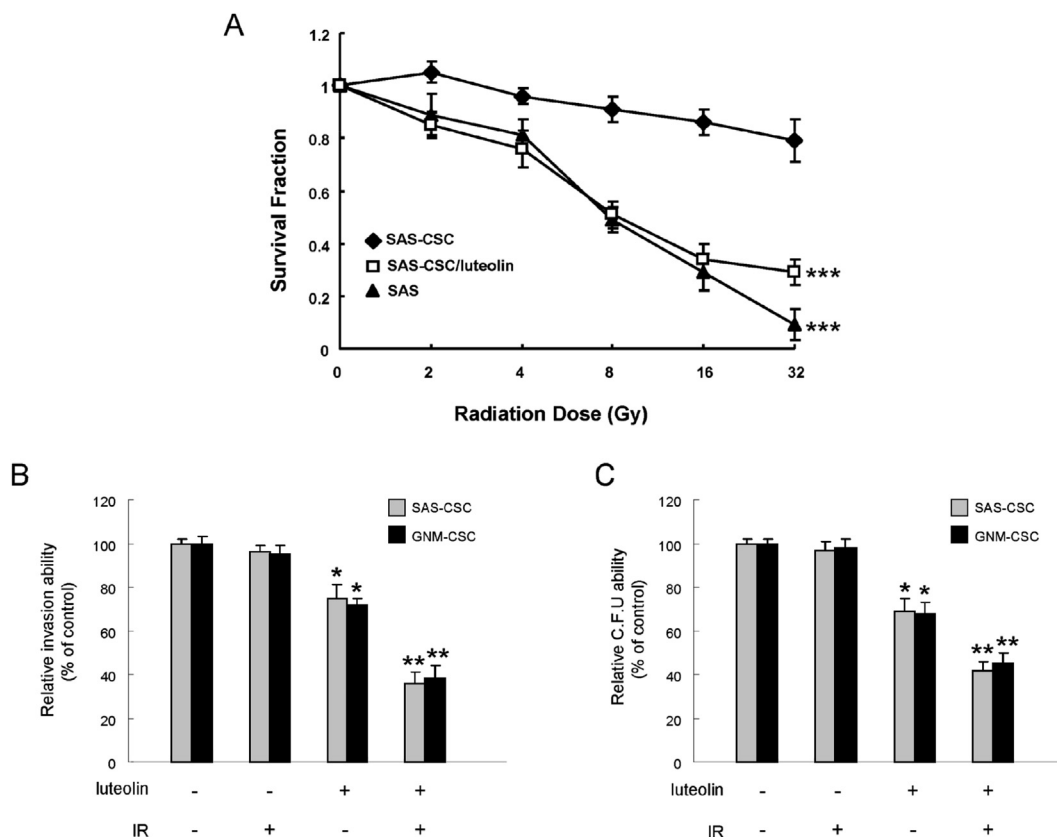 A
1.2
1
0.8
0.6
0.4
0.2
0
Survival Fraction
SAS-CSC
SAS-CSC/luteolin
SAS
***
***
0 2 4 8 16 32
Radiation Dose (Gy)
B
120
100
80
60
40
20
0
Relative invasion ability
(% of control)
SAS-CSC
GNM-CSC
* *
** **
luteolin - - + +
IR - + - +
C
120
100
80
60
40
20
0
Relative C.F.U ability
(% of control)
SAS-CSC
GNM-CSC
* *
** **
luteolin - - + +
IR - + - +